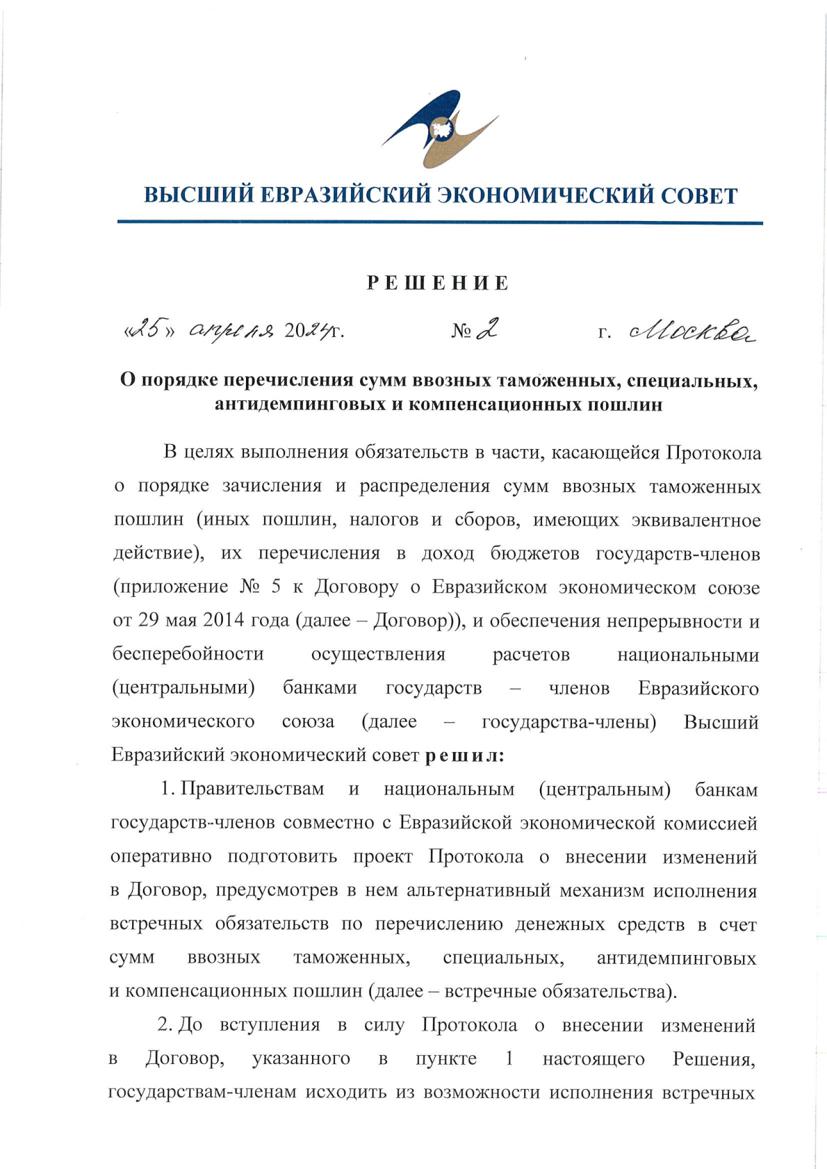 ВЫСШИЙ ЕВРАЗИЙСКИЙ ЭКОНОМИЧЕСКИЙ СОВЕТ
РЕШЕНИЕ
«25» апреля 2024г. № 2 г. Москва
О порядке перечисления сумм ввозных таможенных, специальных,
антидемпинговых и компенсационных пошлин
В целях выполнения обязательств в части, касающейся Протокола
о порядке зачисления и распределения сумм ввозных таможенных
пошлин (иных пошлин, налогов и сборов, имеющих эквивалентное
действие), их перечисления в доход бюджетов государств-членов
(приложение № 5 к Договору о Евразийском экономическом союзе
от 29 мая 2014 года (далее – Договор)), и обеспечения непрерывности и
бесперебойности осуществления расчетов национальными
(центральными) банками государств – членов Евразийского
экономического союза (далее – государства-члены) Высший
Евразийский экономический совет решил:
1. Правительствам и национальным (центральным) банкам
государств-членов совместно с Евразийской экономической комиссией
оперативно подготовить проект Протокола о внесении изменений
в Договор, предусмотрев в нем альтернативный механизм исполнения
встречных обязательств по перечислению денежных средств в счет
сумм ввозных таможенных, специальных, антидемпинговых
и компенсационных пошлин (далее – встречные обязательства).
2. До вступления в силу Протокола о внесении изменений
в Договор, указанного в пункте 1 настоящего Решения,
государствам-членам исходить из возможности исполнения встречных